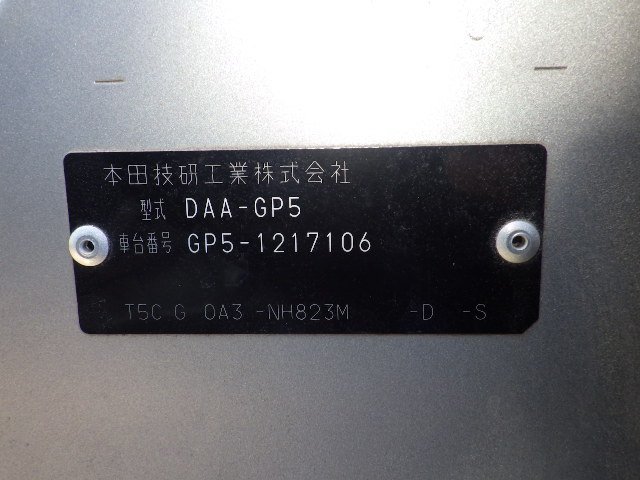 本田技研工業株式会社
型式 DAA-GP5
車台番号 GP5-1217106
T5C G 0A3 -NH823M -D -S